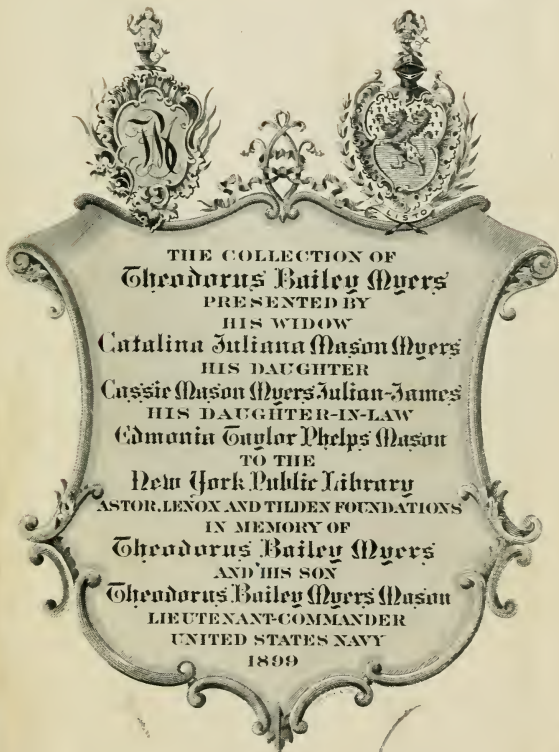 TBM
LISTO
THE COLLECTION OF
Theodorus Bailey Myers
PRESENTED BY
HIS WIDOW
Catalina Juliana Mason Myers
HIS DAUGHTER
Cassie Mason Myers Julian-James
HIS DAUGHTER-IN-LAW
Edmonia Taylor Phelps Mason
TO THE
New York Public Library
ASTOR, LENOX AND TILDEN FOUNDATIONS
IN MEMORY OF
Theodorus Bailey Myers
AND HIS SON
Theodorus Bailey Myers Mason
LIEUTENANT-COMMANDER
UNITED STATES NAVY
1899